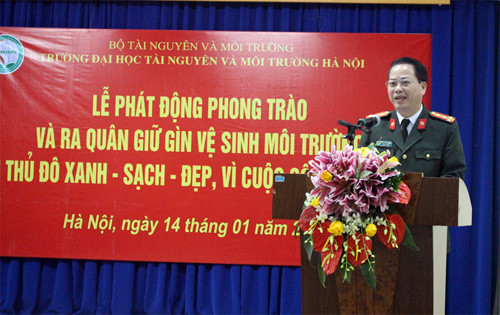 BỘ TÀI NGUYÊN VÀ MÔI TRƯỜNG
TRƯỜNG ĐẠI HỌC TÀI NGUYÊN VÀ MÔI TRƯỜNG HÀ NỘI
LỄ PHÁT ĐỘNG PHONG TRÀO
VÀ RA QUÂN GIỮ GÌN VỆ SINH MÔI TRƯỜNG
THỦ ĐÔ XANH - SẠCH - ĐẸP, VÌ CUỘC
Hà Nội, ngày 14 tháng 01 năm